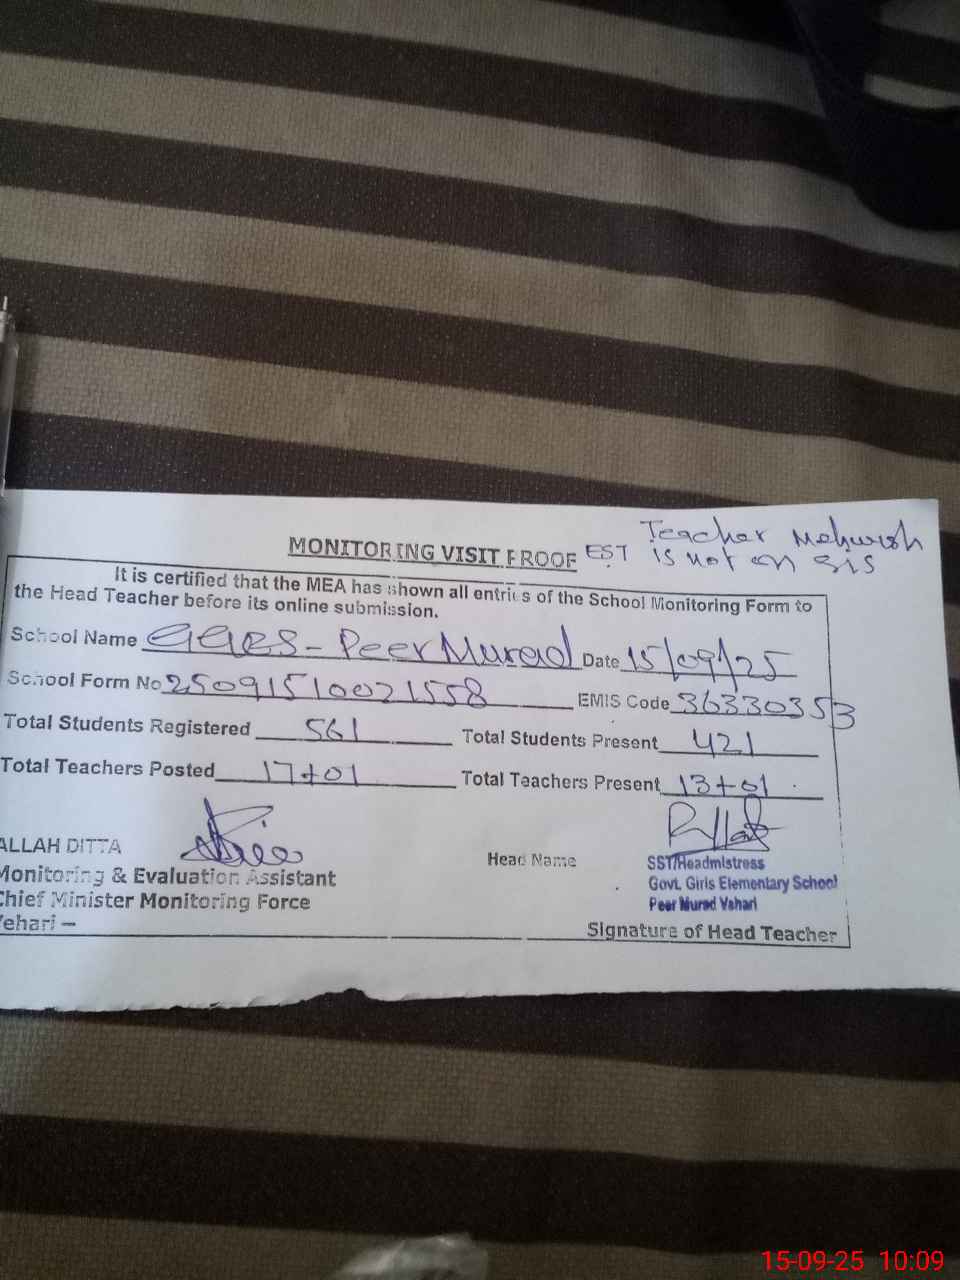 Teacher Mehwish
MONITORING VISIT PROOF EST is not on sis
It is certified that the MEA has shown all entries of the School Monitoring Form to
the Head Teacher before its online submission.
School Name GGES - Peer Murad Date 15/09/25
School Form No 25091510021558 EMIS Code 36330353
Total Students Registered 561 Total Students Present 421
Total Teachers Posted 17+01 Total Teachers Present 13+01
ALLAH DITTA
Head Name SST/Headmistress
Monitoring & Evaluation Assistant Govt. Girls Elementary School
Chief Minister Monitoring Force Peer Murad Vehari
Vehari – Signature of Head Teacher
15-09-25 10:09